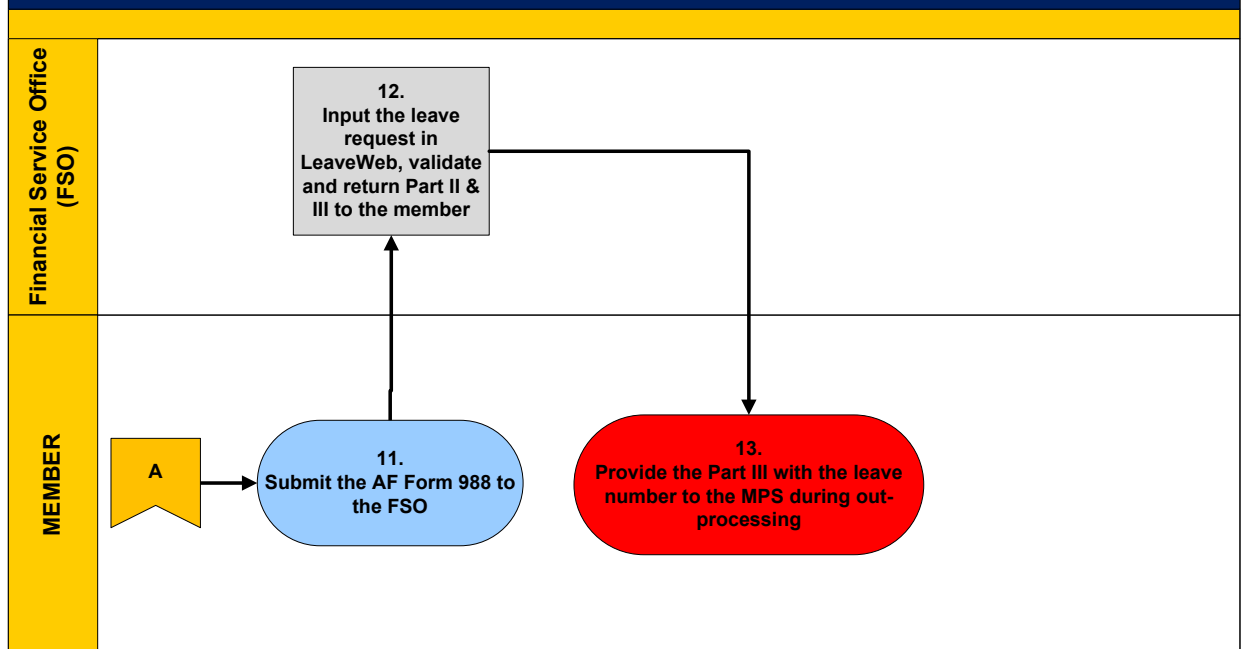 Financial Service Office
(FSO)
12.
Input the leave
request in
LeaveWeb, validate
and return Part II &
III to the member
MEMBER
A
11.
Submit the AF Form 988 to
the FSO
13.
Provide the Part III with the leave
number to the MPS during out-
processing